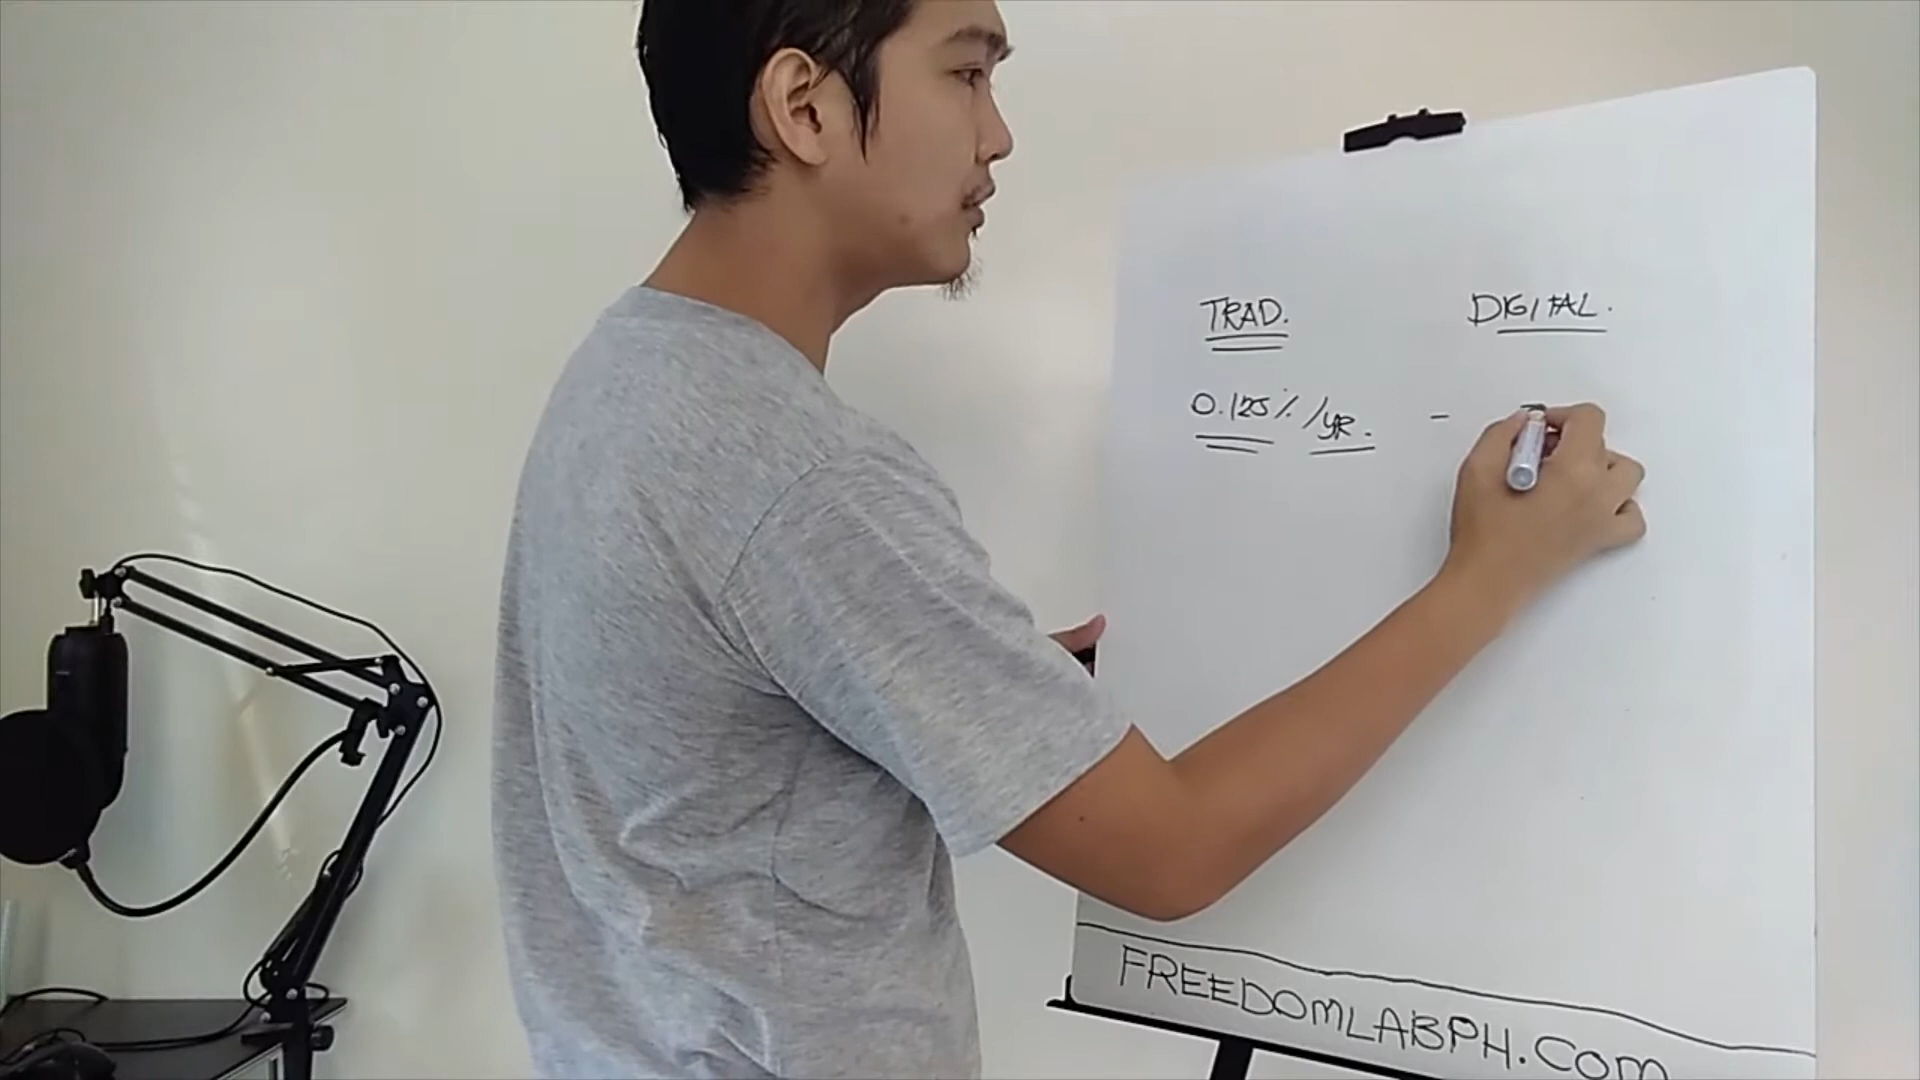 TRAD. DIGITAL.
0.125% /YR. -
FREEDOMLABPH.COM